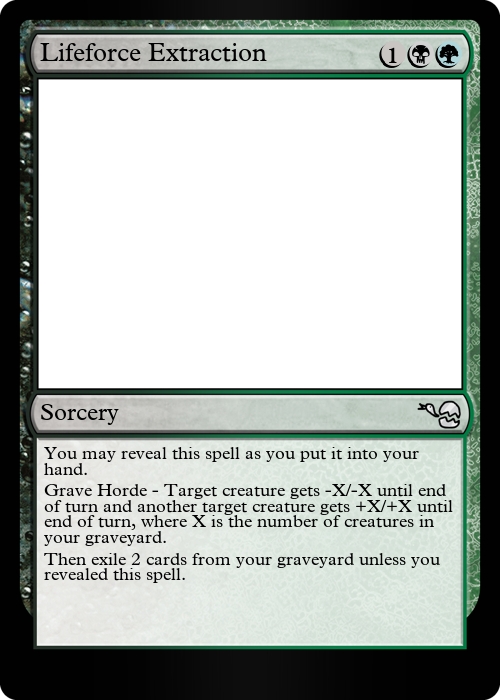 Lifeforce Extraction
1
Sorcery
You may reveal this spell as you put it into your
hand.
Grave Horde - Target creature gets -X/-X until end
of turn and another target creature gets +X/+X until
end of turn, where X is the number of creatures in
your graveyard.
Then exile 2 cards from your graveyard unless you
revealed this spell.